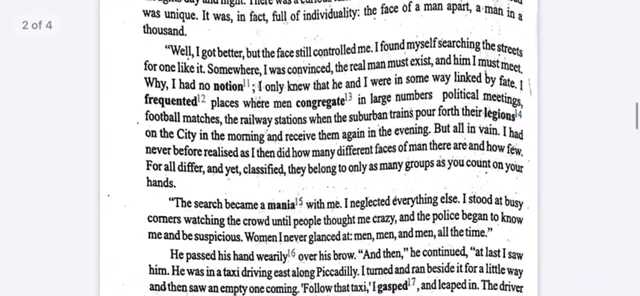 2 of 4
day and night. There was a
was unique. It was, in fact, full of individuality: the face of a man apart, a man in a
thousand.
“Well, I got better, but the face still controlled me. I found myself searching the streets
for one like it. Somewhere, I was convinced, the real man must exist, and him I must meet.
Why, I had no notion11; I only knew that he and I were in some way linked by fate. I
frequented12 places where men congregate13 in large numbers political meetings,
football matches, the railway stations when the suburban trains pour forth their legions14
on the City in the morning and receive them again in the evening. But all in vain. I had
never before realised as I then did how many different faces of man there are and how few.
For all differ, and yet, classified, they belong to only as many groups as you count on your
hands.
“The search became a mania15 with me. I neglected everything else. I stood at busy
corners watching the crowd until people thought me crazy, and the police began to know
me and be suspicious. Women I never glanced at: men, men, and men, all the time.”
He passed his hand wearily16 over his brow. “And then,” he continued, “at last I saw
him. He was in a taxi driving east along Piccadilly. I turned and ran beside it for a little way
and then saw an empty one coming. 'Follow that taxi,' I gasped17, and leaped in. The driver